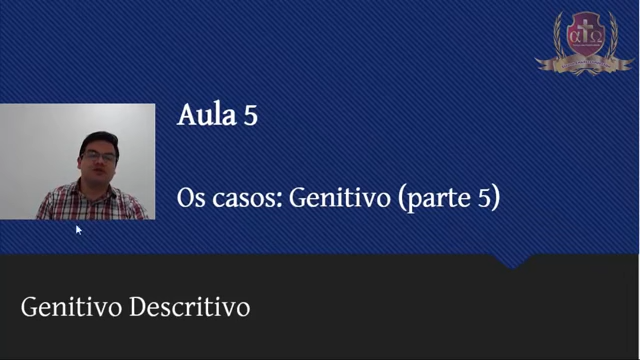 Aula 5
Os casos: Genitivo (parte 5)
Genitivo Descritivo
α Ω